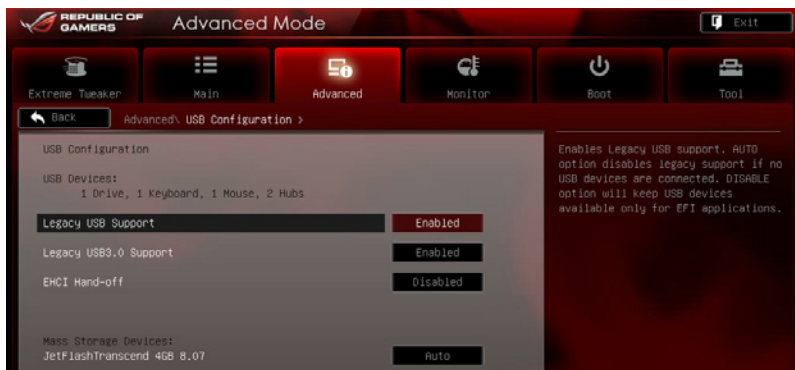 REPUBLIC OF
GAMERS
Advanced Mode
Exit
Extreme Tweaker
Main
Advanced
Monitor
Boot
Tool
Back
Advanced\ USB Configuration >
USB Configuration
USB Devices:
1 Drive, 1 Keyboard, 1 Mouse, 2 Hubs
Legacy USB Support Enabled
Legacy USB3.0 Support Enabled
EHCI Hand-off Disabled
Mass Storage Devices:
JetFlashTranscend 4GB 8.07 Auto
Enables Legacy USB support. AUTO
option disables legacy support if no
USB devices are connected. DISABLE
option will keep USB devices
available only for EFI applications.